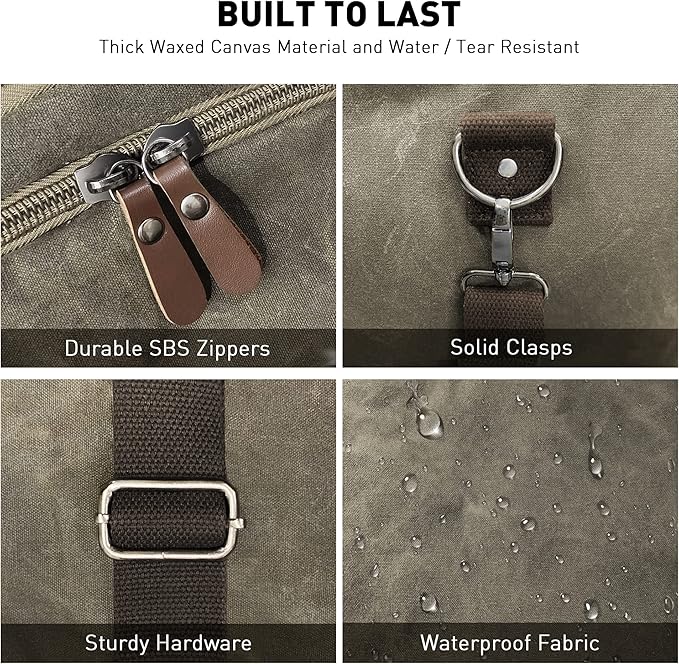 BUILT TO LAST
Thick Waxed Canvas Material and Water / Tear Resistant
Durable SBS Zippers
Solid Clasps
Sturdy Hardware
Waterproof Fabric